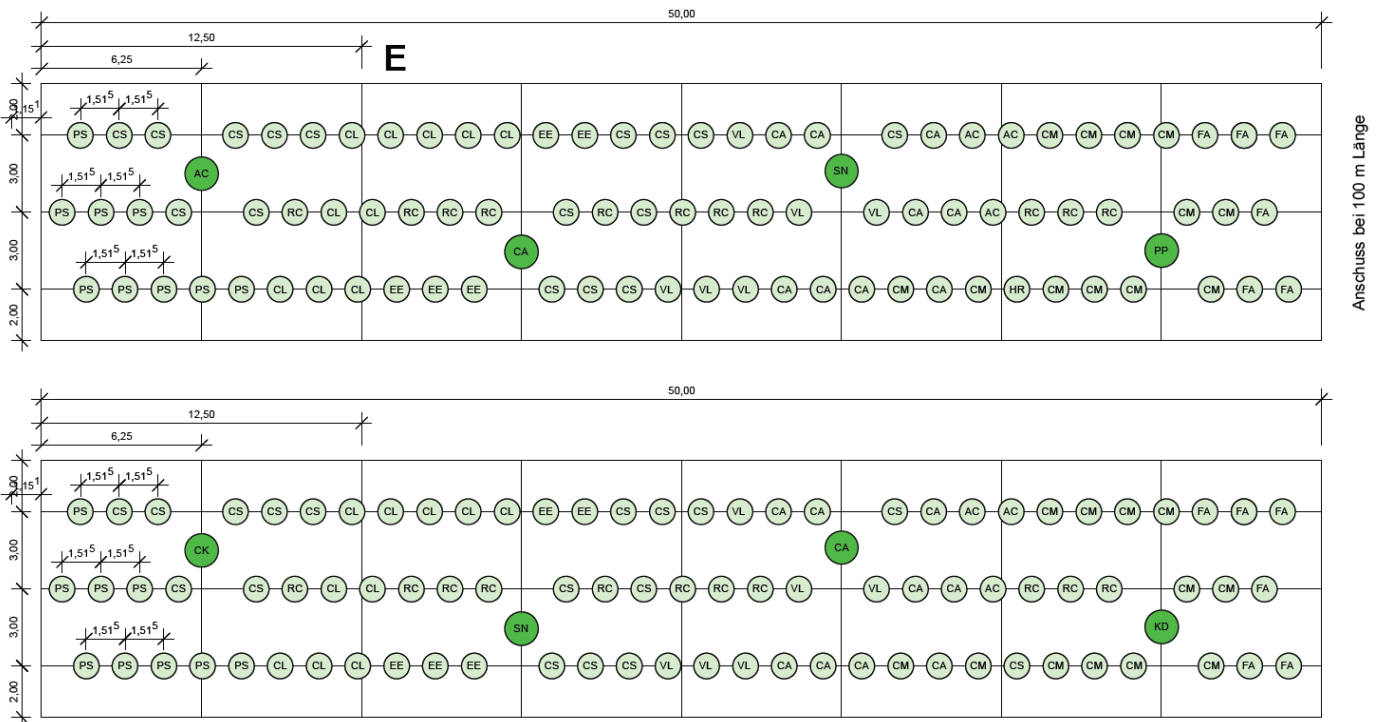 50,00
12,50
6,25
E
1,51⁵ 1,51⁵
2,00
2,15¹
PS CS CS CS CS CS CL CL CL CL CL EE EE CS CS CS VL CA CA CS CA AC AC CM CM CM CM FA FA FA
3,00
AC SN
1,51⁵ 1,51⁵
PS PS PS CS CS RC CL CL RC RC RC CS RC CS RC RC RC VL VL CA CA AC RC RC RC CM CM FA
3,00
CA PP
1,51⁵ 1,51⁵
PS PS PS PS PS CL CL CL EE EE EE CS CS CS VL VL VL CA CA CA CM CA CM HR CM CM CM CM FA FA
2,00
Anschuss bei 100 m Länge
50,00
12,50
6,25
1,51⁵ 1,51⁵
2,00
2,15¹
PS CS CS CS CS CS CL CL CL CL CL EE EE CS CS CS VL CA CA CS CA AC AC CM CM CM CM FA FA FA
3,00
CK CA
1,51⁵ 1,51⁵
PS PS PS CS CS RC CL CL RC RC RC CS RC CS RC RC RC VL VL CA CA AC RC RC RC CM CM FA
3,00
SN KD
1,51⁵ 1,51⁵
PS PS PS PS PS CL CL CL EE EE EE CS CS CS VL VL VL CA CA CA CM CA CM CS CM CM CM CM FA FA
2,00